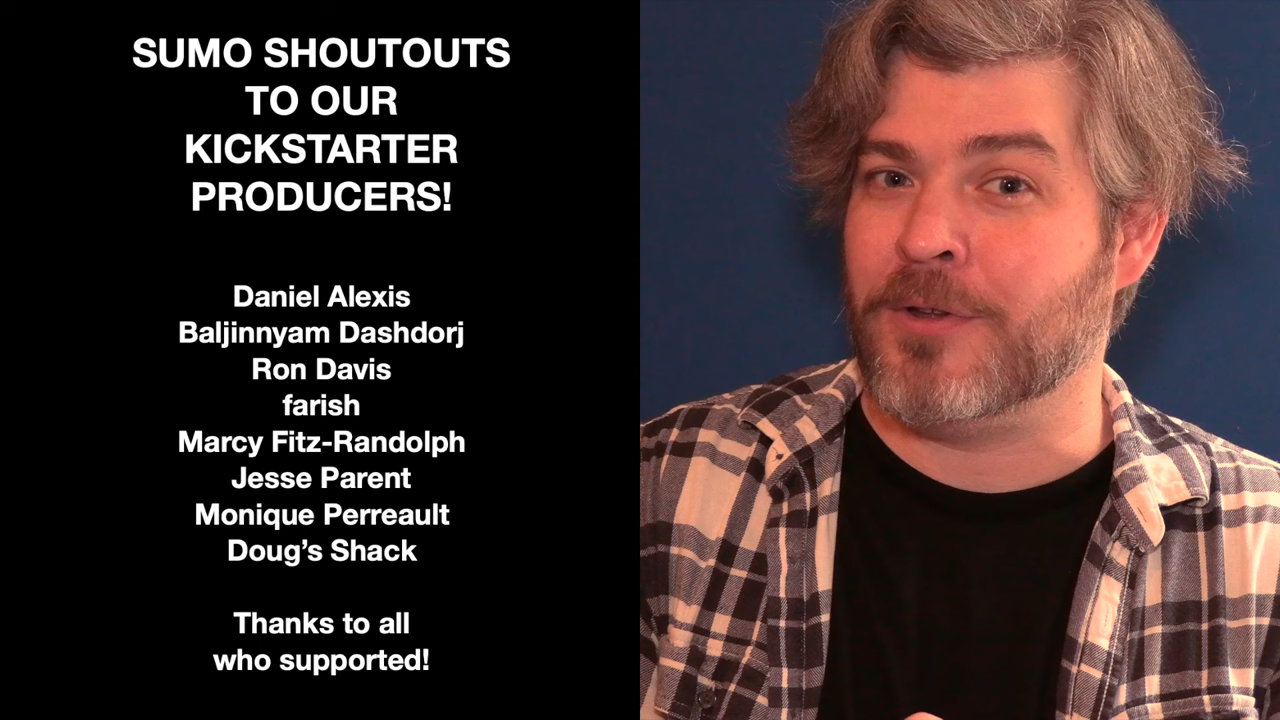 SUMO SHOUTOUTS
TO OUR
KICKSTARTER
PRODUCERS!
Daniel Alexis
Baljinnyam Dashdorj
Ron Davis
farish
Marcy Fitz-Randolph
Jesse Parent
Monique Perreault
Doug’s Shack
Thanks to all
who supported!